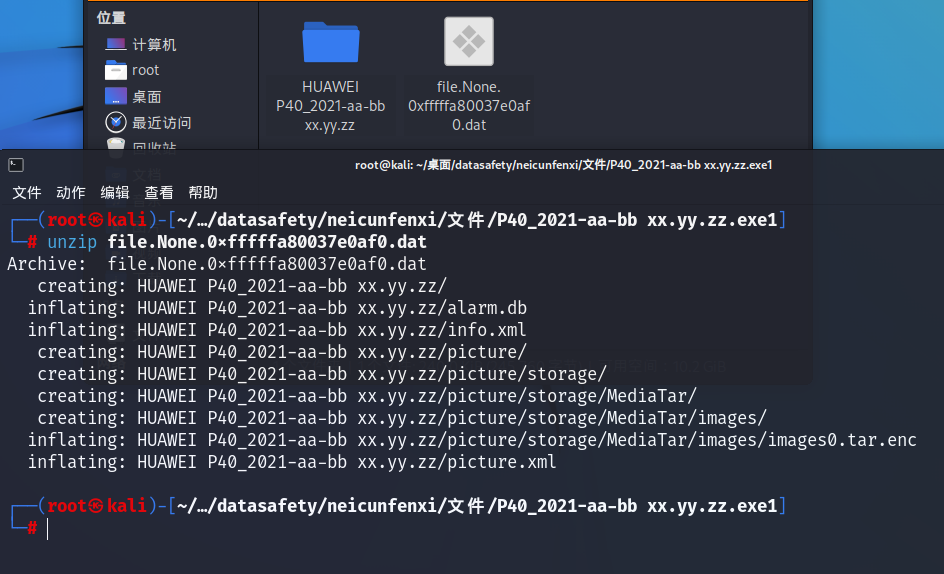 位置
计算机
root
桌面
最近访问
回收站
文档
HUAWEI
P40_2021-aa-bb
xx.yy.zz
file.None.
0xfffffa80037e0af
0.dat
root@kali: ~/桌面/datasafety/neicunfenxi/文件/P40_2021-aa-bb xx.yy.zz.exe1
文件 动作 编辑 查看 帮助
┌──(root㉿kali)-[~/…/datasafety/neicunfenxi/文件/P40_2021-aa-bb xx.yy.zz.exe1]
└─# unzip file.None.0×fffffa80037e0af0.dat
Archive:  file.None.0×fffffa80037e0af0.dat
   creating: HUAWEI P40_2021-aa-bb xx.yy.zz/
  inflating: HUAWEI P40_2021-aa-bb xx.yy.zz/alarm.db
  inflating: HUAWEI P40_2021-aa-bb xx.yy.zz/info.xml
   creating: HUAWEI P40_2021-aa-bb xx.yy.zz/picture/
   creating: HUAWEI P40_2021-aa-bb xx.yy.zz/picture/storage/
   creating: HUAWEI P40_2021-aa-bb xx.yy.zz/picture/storage/MediaTar/
   creating: HUAWEI P40_2021-aa-bb xx.yy.zz/picture/storage/MediaTar/images/
  inflating: HUAWEI P40_2021-aa-bb xx.yy.zz/picture/storage/MediaTar/images/images0.tar.enc
  inflating: HUAWEI P40_2021-aa-bb xx.yy.zz/picture.xml
┌──(root㉿kali)-[~/…/datasafety/neicunfenxi/文件/P40_2021-aa-bb xx.yy.zz.exe1]
└─#